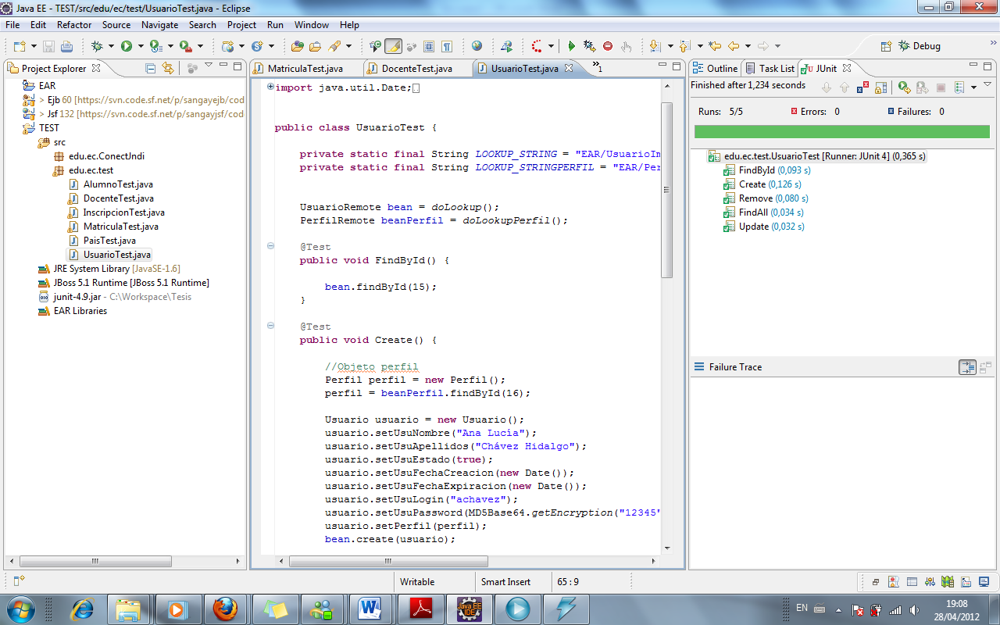 Java EE - TEST/src/edu/ec/test/UsuarioTest.java - Eclipse
File Edit Refactor Source Navigate Search Project Run Window Help
Debug
Project Explorer
EAR
> Ejb 60 [https://svn.code.sf.net/p/sangayejb/cod
> Jsf 132 [https://svn.code.sf.net/p/sangayjsf/cod
TEST
src
edu.ec.ConectJndi
edu.ec.test
AlumnoTest.java
DocenteTest.java
InscripcionTest.java
MatriculaTest.java
PaisTest.java
UsuarioTest.java
JRE System Library [JavaSE-1.6]
JBoss 5.1 Runtime [JBoss 5.1 Runtime]
junit-4.9.jar - C:\Workspace\Tesis
EAR Libraries
MatriculaTest.java DocenteTest.java UsuarioTest.java »1
import java.util.Date;
public class UsuarioTest {
private static final String LOOKUP_STRING = "EAR/UsuarioIm
private static final String LOOKUP_STRINGPERFIL = "EAR/Per
UsuarioRemote bean = doLookup();
PerfilRemote beanPerfil = doLookupPerfil();
@Test
public void FindById() {
bean.findById(15);
}
@Test
public void Create() {
//Objeto perfil
Perfil perfil = new Perfil();
perfil = beanPerfil.findById(16);
Usuario usuario = new Usuario();
usuario.setUsuNombre("Ana Lucía");
usuario.setUsuApellidos("Chávez Hidalgo");
usuario.setUsuEstado(true);
usuario.setUsuFechaCreacion(new Date());
usuario.setUsuFechaExpiracion(new Date());
usuario.setUsuLogin("achavez");
usuario.setUsuPassword(MD5Base64.getEncryption("12345"
usuario.setPerfil(perfil);
bean.create(usuario);
Outline Task List JUnit
Finished after 1,234 seconds
Runs: 5/5 Errors: 0 Failures: 0
edu.ec.test.UsuarioTest [Runner: JUnit 4] (0,365 s)
FindById (0,093 s)
Create (0,126 s)
Remove (0,080 s)
FindAll (0,034 s)
Update (0,032 s)
Failure Trace
Writable Smart Insert 65 : 9
Java EE
IDE
EN
19:08
28/04/2012